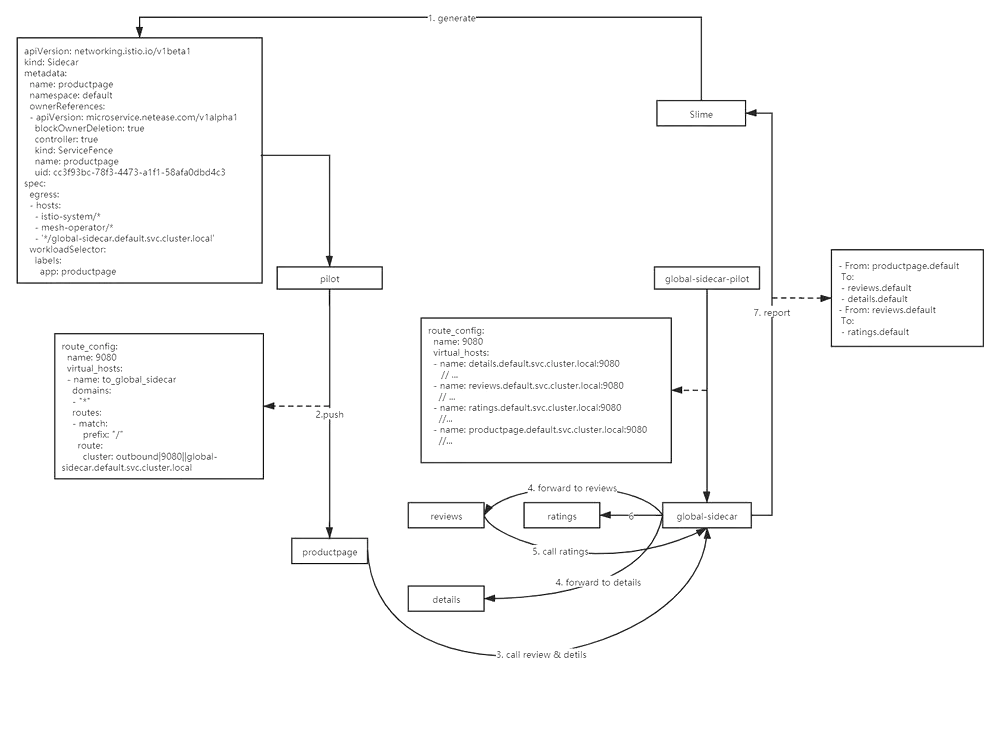 1. generate
apiVersion: networking.istio.io/v1beta1
kind: Sidecar
metadata:
name: productpage
namespace: default
ownerReferences:
- apiVersion: microservice.netease.com/v1alpha1
blockOwnerDeletion: true
controller: true
kind: ServiceFence
name: productpage
uid: cc3f93bc-78f3-4473-a1f1-58afa0dbd4c3
spec:
egress:
- hosts:
- istio-system/*
- mesh-operator/*
- '*/global-sidecar.default.svc.cluster.local'
workloadSelector:
labels:
app: productpage
Slime
pilot
global-sidecar-pilot
- From: productpage.default
To:
- reviews.default
- details.default
- From: reviews.default
To:
- ratings.default
7. report
route_config:
name: 9080
virtual_hosts:
- name: to_global_sidecar
domains:
- "*"
routes:
- match:
prefix: "/"
route:
cluster: outbound|9080||global-
sidecar.default.svc.cluster.local
2.push
route_config:
name: 9080
virtual_hosts:
- name: details.default.svc.cluster.local:9080
// ...
- name: reviews.default.svc.cluster.local:9080
// ...
- name: ratings.default.svc.cluster.local:9080
//...
- name: productpage.default.svc.cluster.local:9080
//...
4. forward to reviews
reviews
ratings
6
global-sidecar
5. call ratings
productpage
4. forward to details
details
3. call review & detils